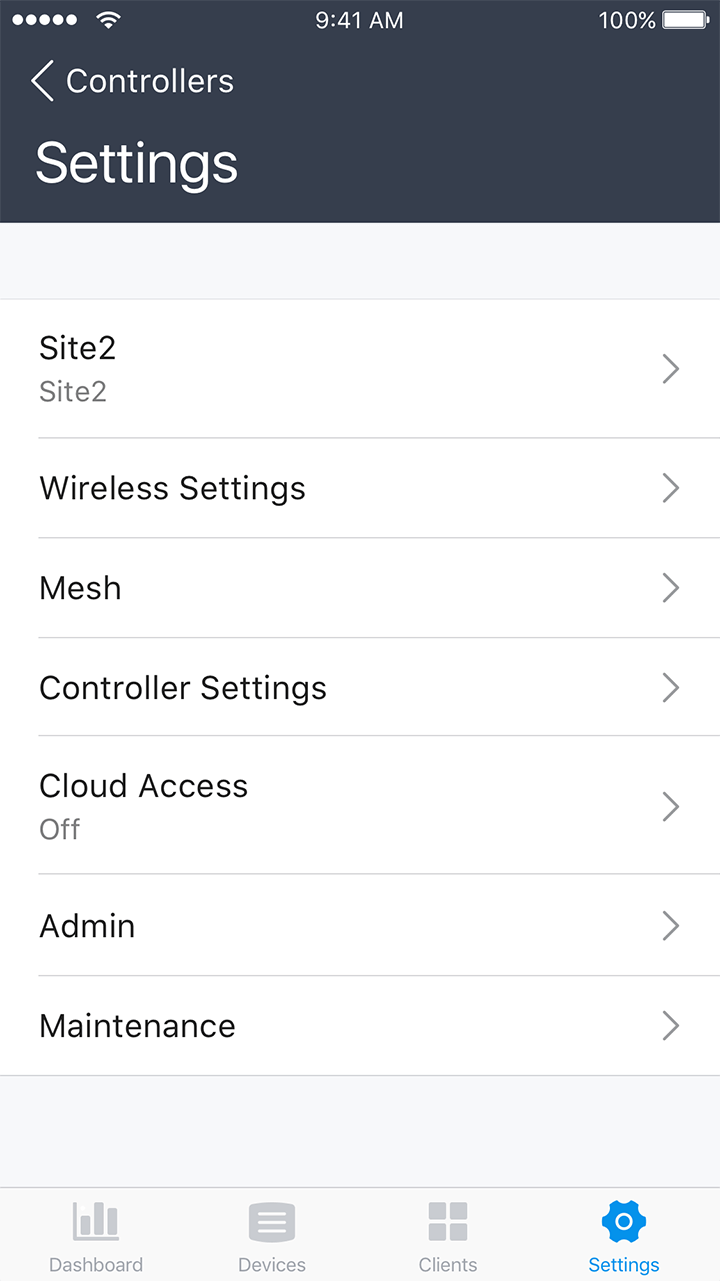 9:41 AM 100%
Controllers
Settings
Site2
Site2
Wireless Settings
Mesh
Controller Settings
Cloud Access
Off
Admin
Maintenance
Dashboard Devices Clients Settings